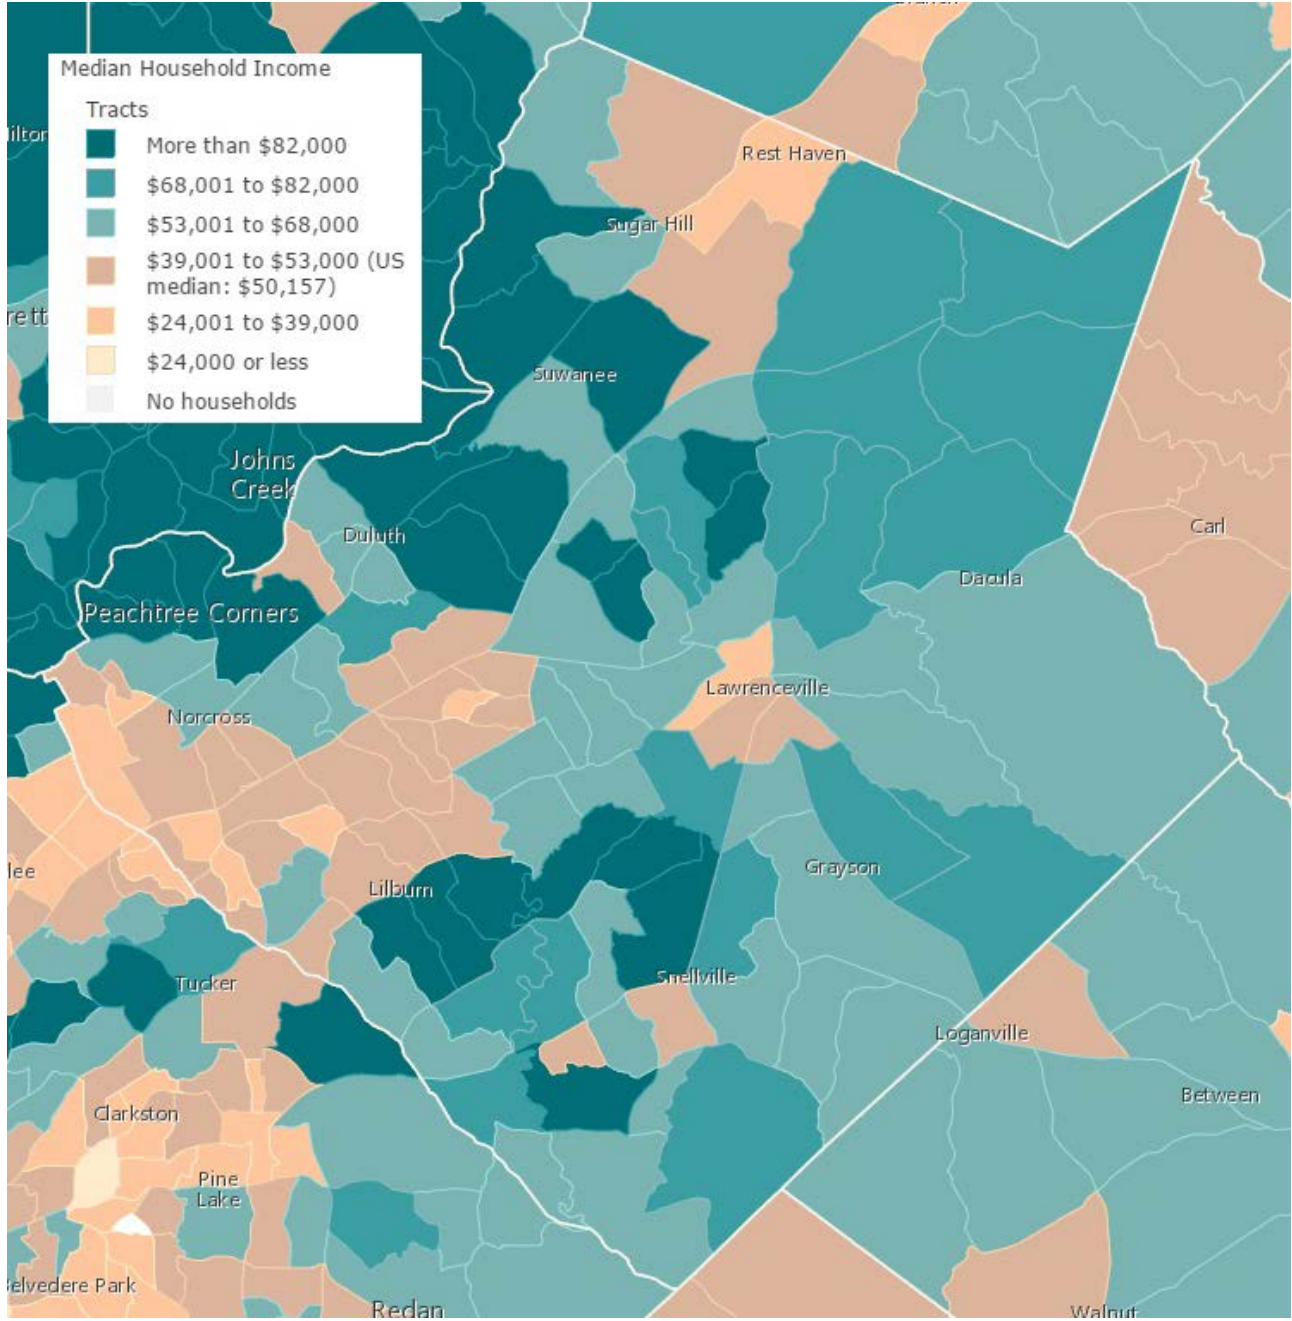 Median Household Income
Tracts
More than $82,000
$68,001 to $82,000
$53,001 to $68,000
$39,001 to $53,000 (US
median: $50,157)
$24,001 to $39,000
$24,000 or less
No households
Rest Haven
Sugar Hill
Suwanee
Johns
Creek
Duluth
Carl
Dacula
Peachtree Corners
Lawrenceville
Norcross
Grayson
lee
Lilburn
Snellville
Tucker
Loganville
Between
Clarkston
Pine
Lake
Belvedere Park
Redan
Walnut